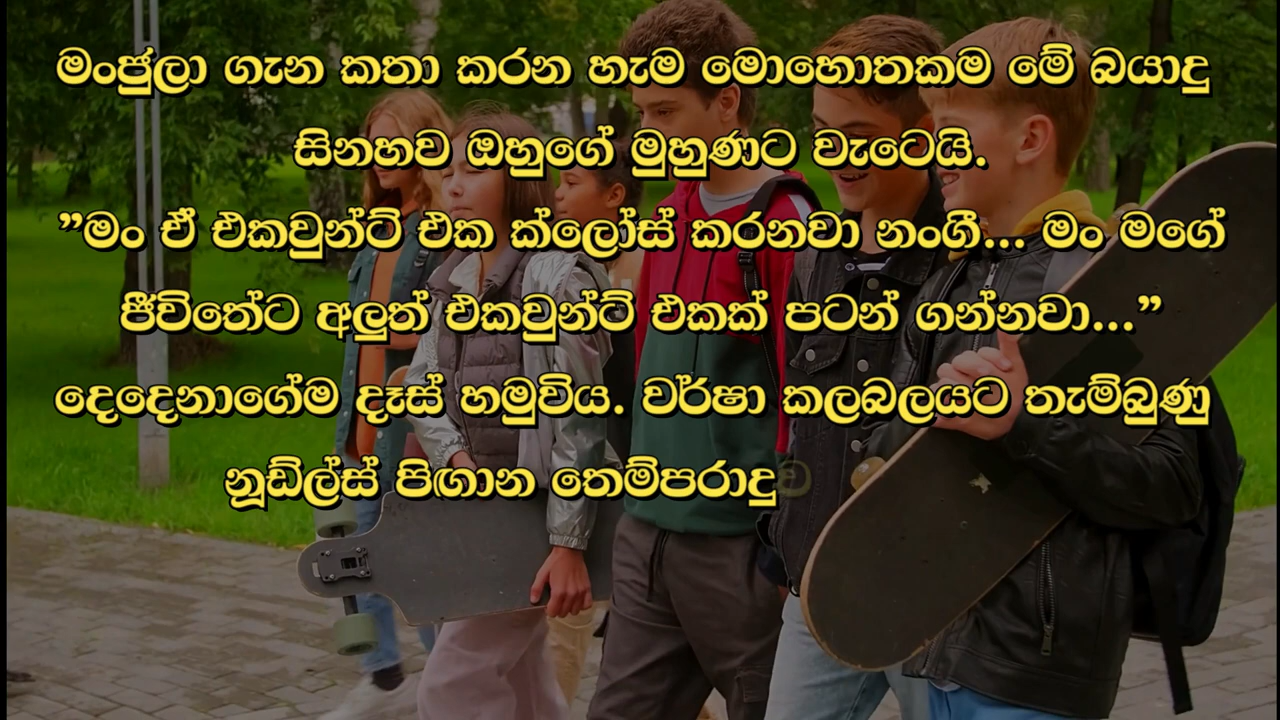 මංජුලා ගැන කතා කරන හැම මොහොතකම මේ බයාදු
සිනහව ඔහුගේ මුහුණට වැටෙයි.
”මං ඒ එකවුන්ට් එක ක්ලෝස් කරනවා නංගී... මං මගේ
ජීවිතේට අලුත් එකවුන්ට් එකක් පටන් ගන්නවා...”
දෙදෙනාගේම දෑස් හමුවිය. වර්ෂා කලබලයට තැම්බුණු
නූඩ්ල්ස් පිඟාන තෙම්පරාදුව